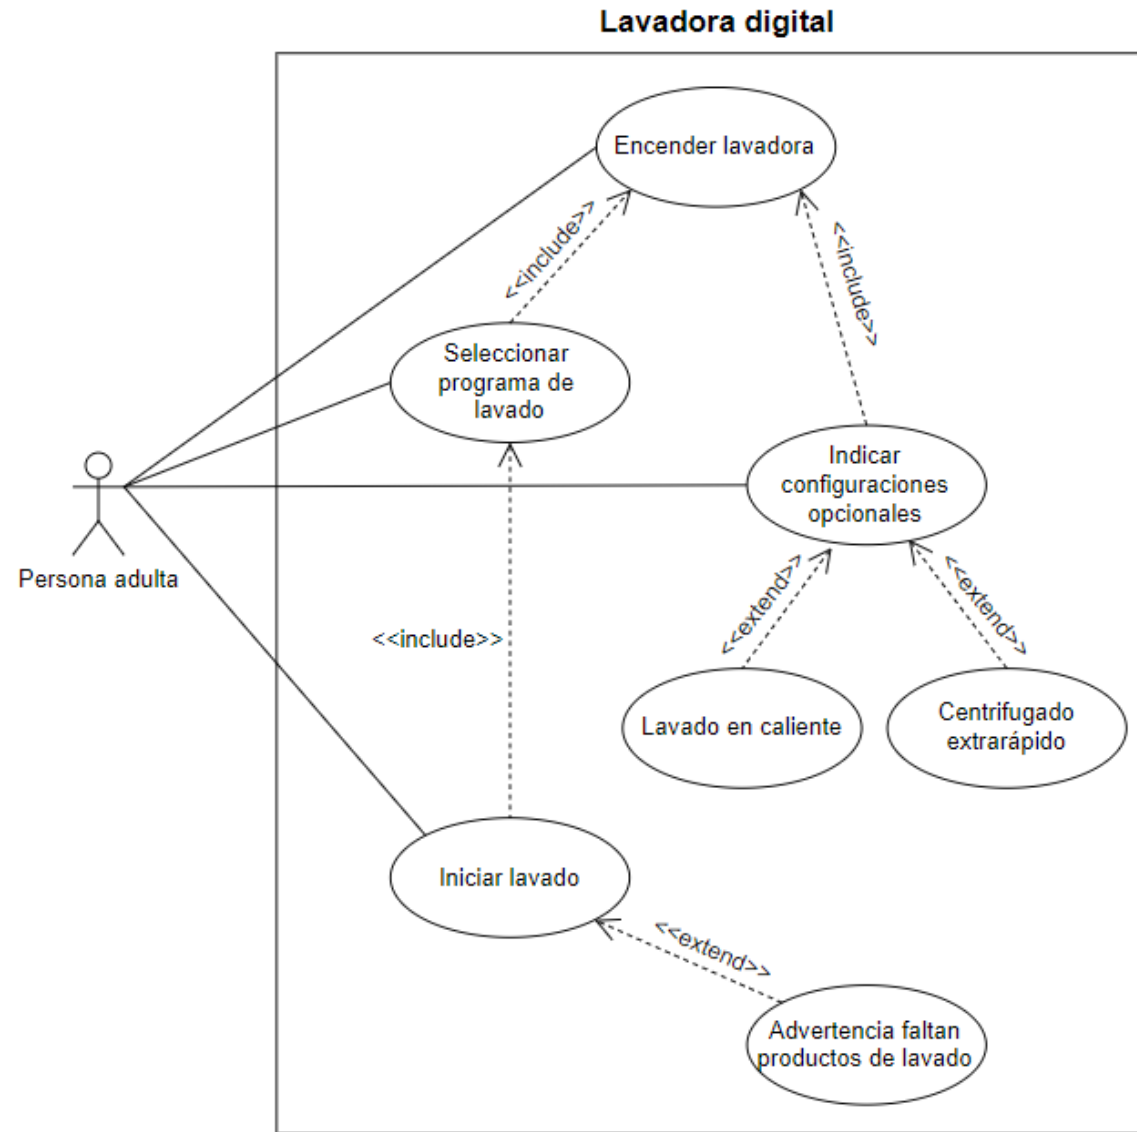 Lavadora digital
Encender lavadora
<<include>>
<<include>>
Seleccionar
programa de
lavado
Indicar
configuraciones
opcionales
Persona adulta
<<include>>
<<extend>>
<<extend>>
Lavado en caliente
Centrifugado
extrarápido
Iniciar lavado
<<extend>>
Advertencia faltan
productos de lavado